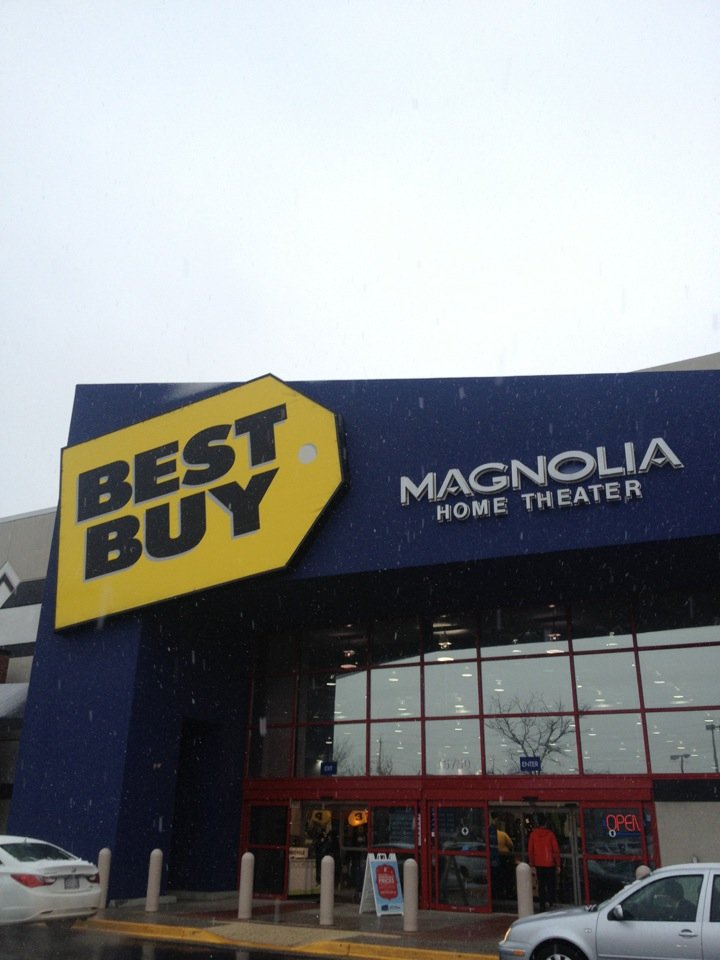 BEST
BUY
MAGNOLIA
HOME THEATER
EXIT
ENTER
OPEN